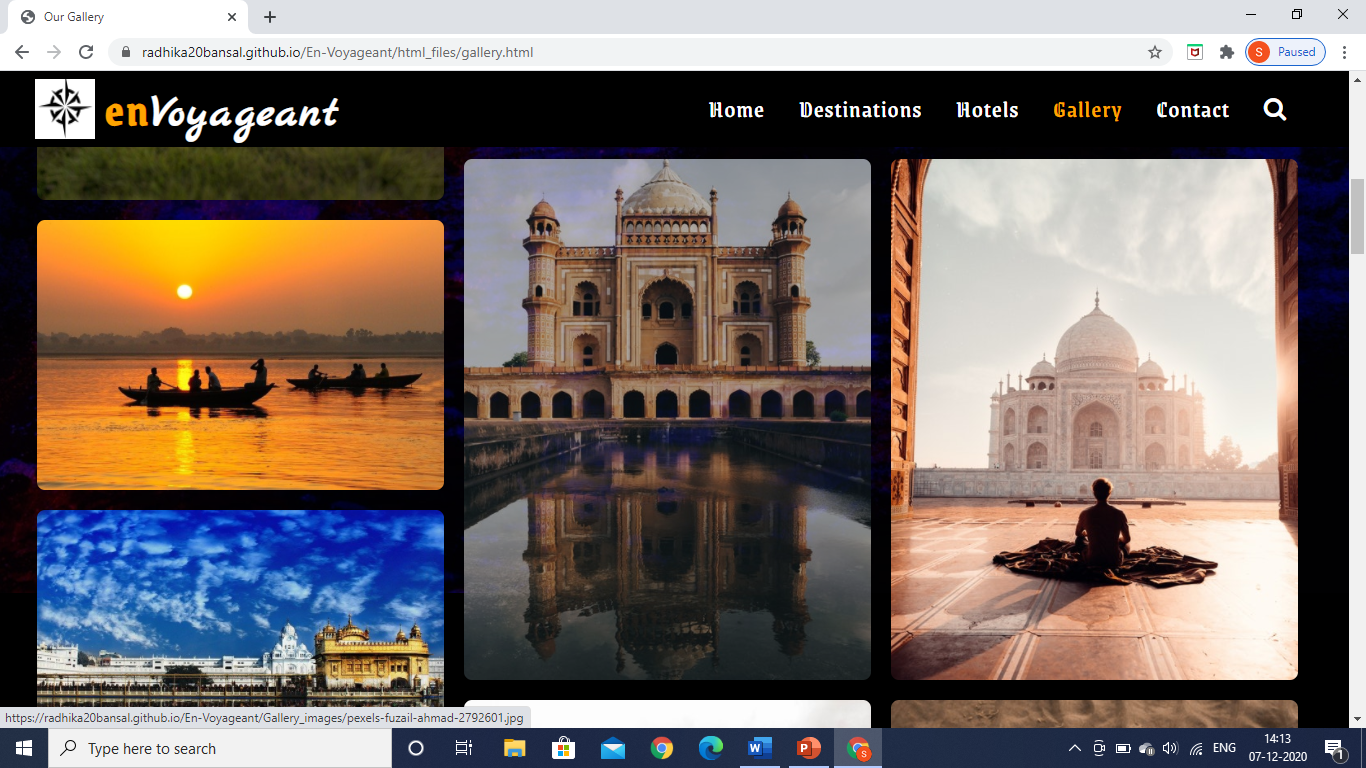 Our Gallery
radhika20bansal.github.io/En-Voyageant/html_files/gallery.html
S Paused
enVoyageant
Home Destinations Hotels Gallery Contact
https://radhika20bansal.github.io/En-Voyageant/Gallery_images/pexels-fuzail-ahmad-2792601.jpg
Type here to search
W P S
ENG
14:13
07-12-2020
1